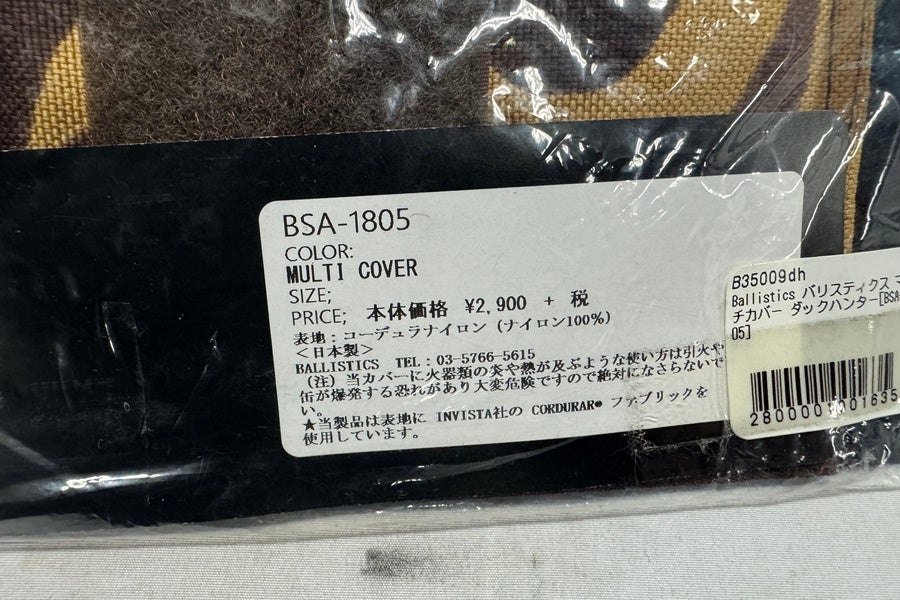 BSA-1805
COLOR:
MULTI COVER
SIZE;
PRICE; 本体価格 ¥2,900 + 税
表地：コーデュラナイロン (ナイロン100%)
＜日本製＞
BALLISTICS TEL：03-5766-5615
（注）当カバーに火器類の炎や熱が及ぶような使い方は引火や
缶が爆発する恐れがあり大変危険ですので絶対になさらないで
い。
★当製品は表地に INVISTA社の CORDURAR® ファブリックを
使用しています。
B35009dh
Ballistics バリスティクス マ
チカバー ダックハンター[BSA
05]